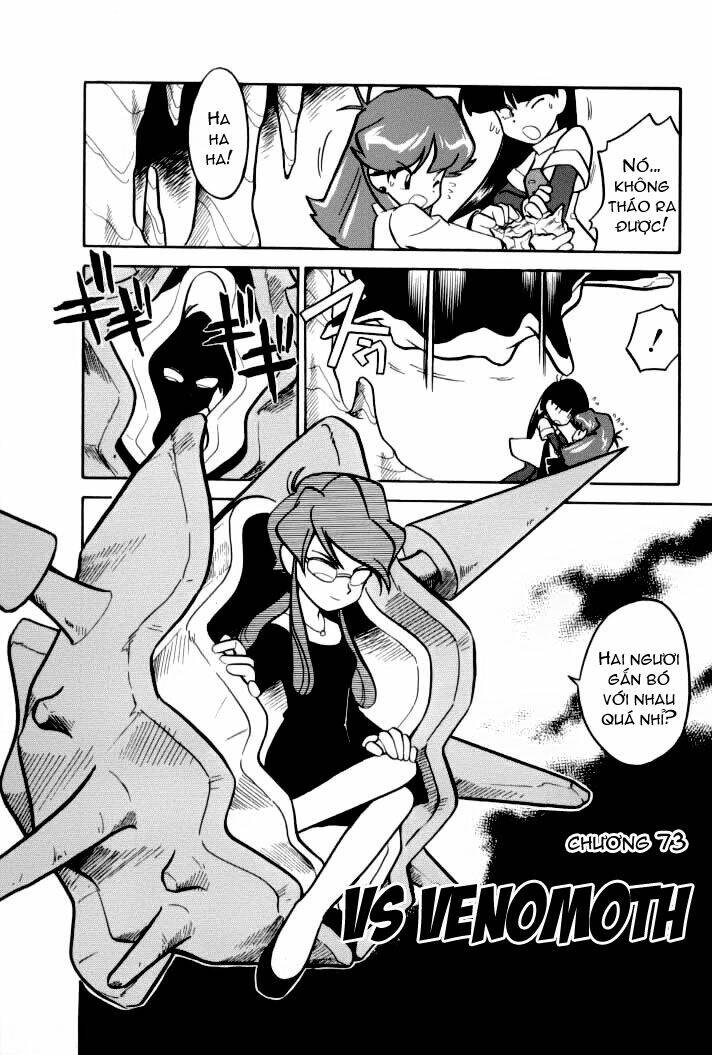 HA
HA
HA!
NÓ...
KHÔNG
THÁO RA
ĐƯỢC!
!
HAI NGƯƠI
GẮN BÓ
VỚI NHAU
QUÁ NHỈ?
CHƯƠNG 73
VS VENOMOTH